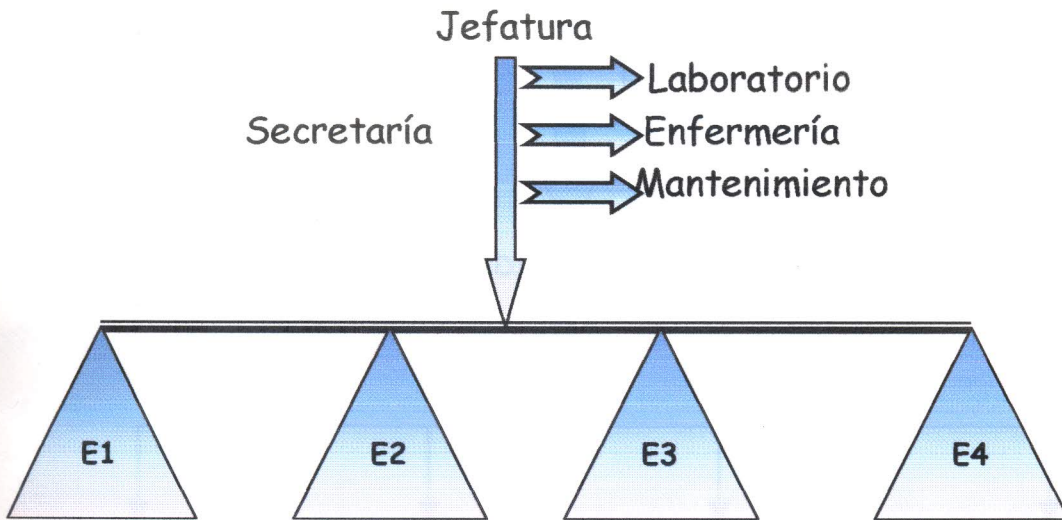 Jefatura
Laboratorio
Secretaría
Enfermería
Mantenimiento
E1
E2
E3
E4